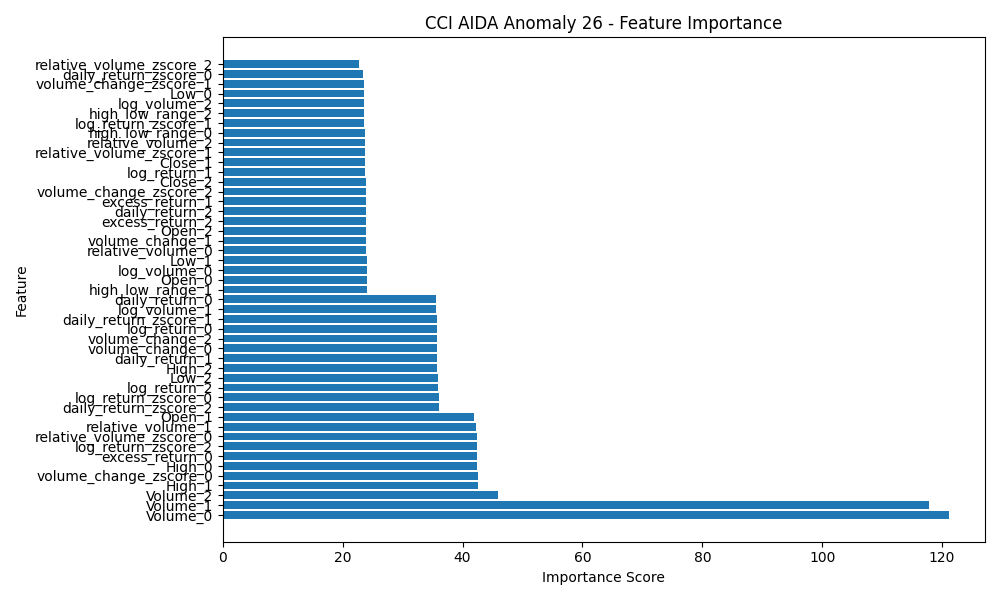 CCI AIDA Anomaly 26 - Feature Importance
relative_volume_zscore_2
daily_return_zscore_0
volume_change_zscore_1
Low_0
log_volume_2
high_low_range_2
log_return_zscore_1
high_low_range_0
relative_volume_2
relative_volume_zscore_1
Close_1
log_return_1
Close_2
volume_change_zscore_2
excess_return_1
daily_return_2
excess_return_2
Open_2
volume_change_1
relative_volume_0
Low_1
log_volume_0
Open_0
high_low_range_1
daily_return_0
log_volume_1
daily_return_zscore_1
log_return_0
volume_change_2
volume_change_0
daily_return_1
High_2
Low_2
log_return_2
log_return_zscore_0
daily_return_zscore_2
Open_1
relative_volume_1
relative_volume_zscore_0
log_return_zscore_2
excess_return_0
High_0
volume_change_zscore_0
High_1
Volume_2
Volume_1
Volume_0
Feature
0 20 40 60 80 100 120
Importance Score